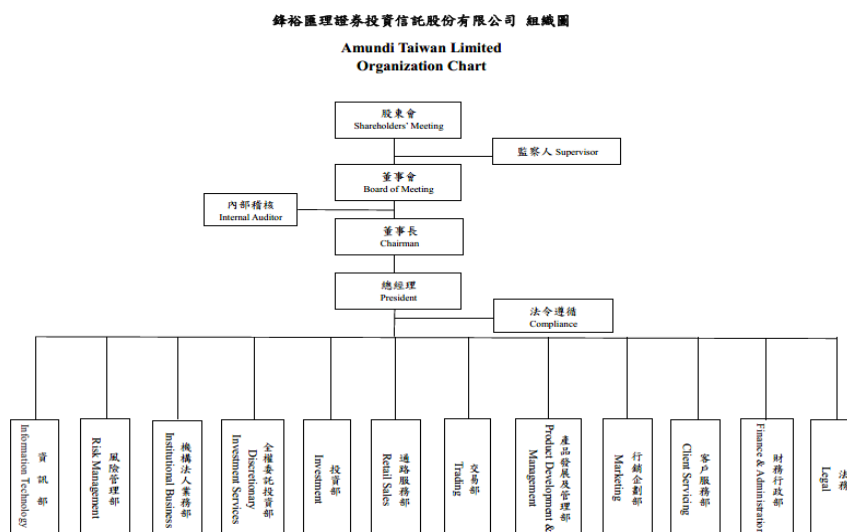 鋒裕匯理證券投資信託股份有限公司 組織圖
Amundi Taiwan Limited
Organization Chart
股東會
Shareholders' Meeting
監察人 Supervisor
董事會
Board of Meeting
內部稽核
Internal Auditor
董事長
Chairman
總經理
President
法令遵循
Compliance
資訊部
Information Technology
風險管理部
Risk Management
機構法人業務部
Institutional Business
全權委託投資部
Discretionary
Investment Services
投資部
Investment
通路服務部
Retail Sales
交易部
Trading
產品發展及管理部
Product Development &
Management
行銷企劃部
Marketing
客戶服務部
Client Servicing
財務行政部
Finance & Administration
法務
Legal